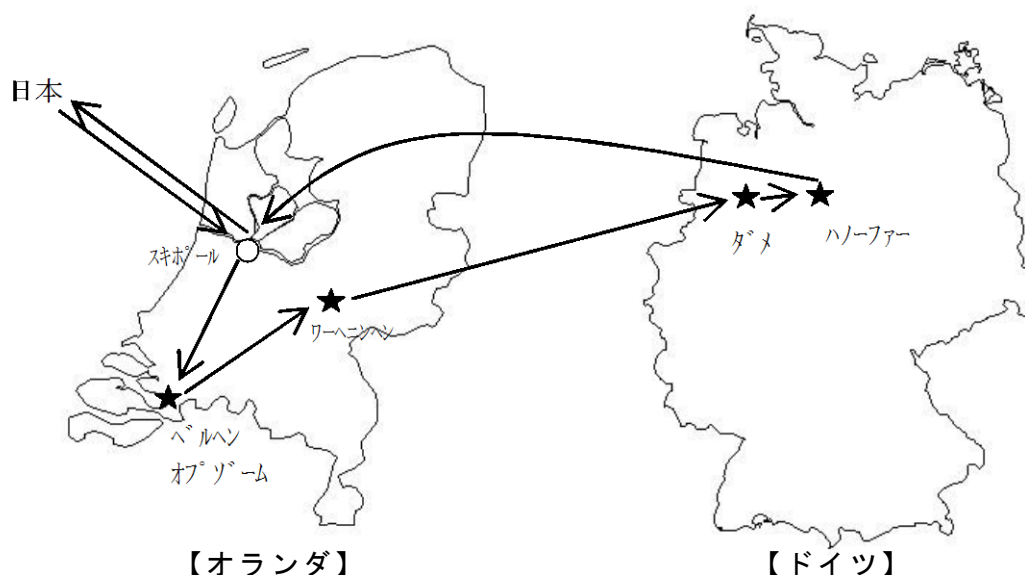 日本
スキポール
ダメ
ハノーファー
ワーヘニンヘン
ベルヘン
オプゾーム
【オランダ】
【ドイツ】